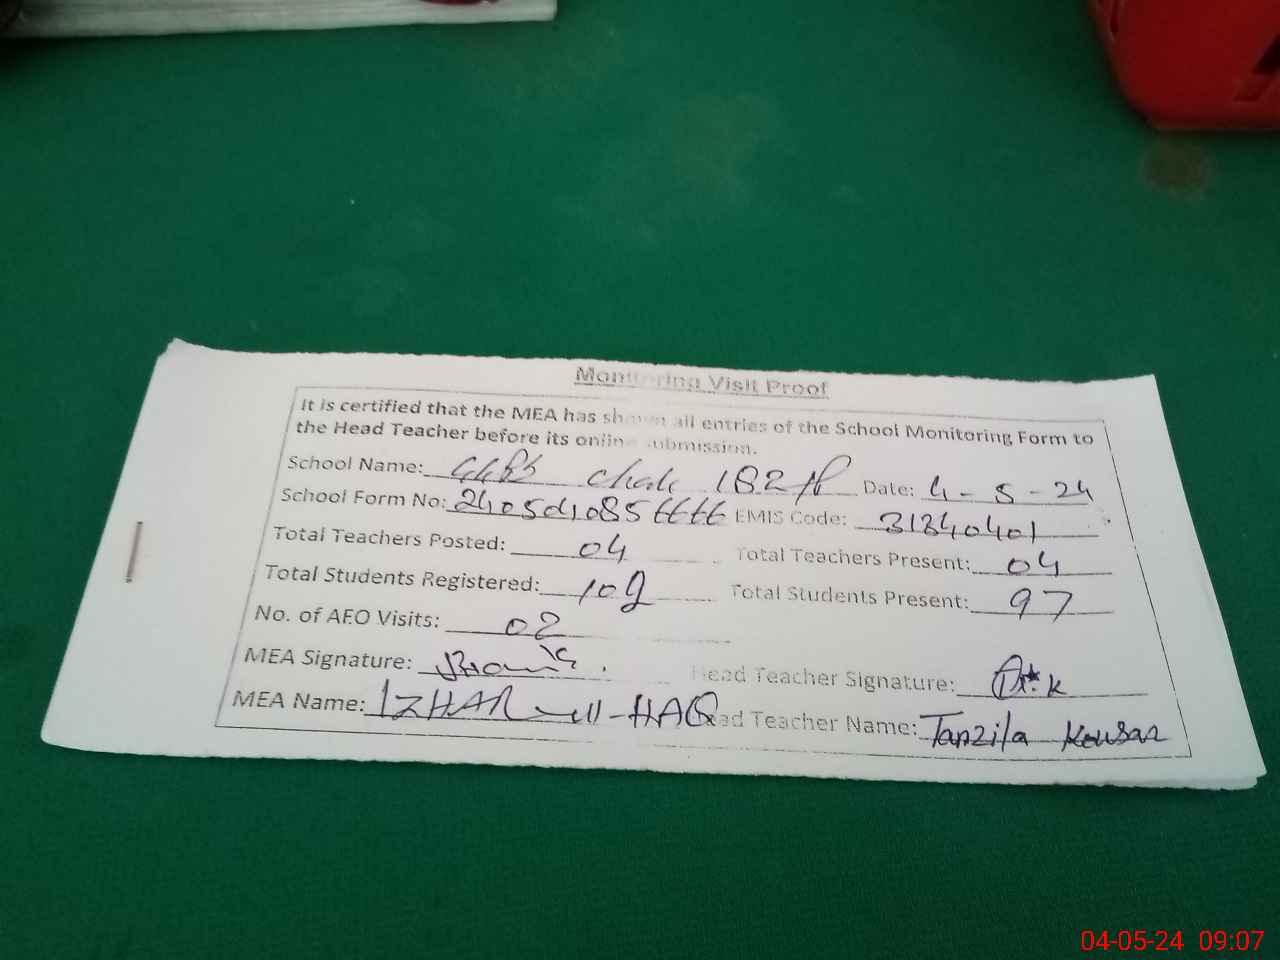 Monitoring Visit Proof
It is certified that the MEA has shown all entries of the School Monitoring Form to
the Head Teacher before its online submission.
School Name: Chak 182 Date: 4-5-24
School Form No: EMIS Code: 31340401
Total Teachers Posted: 04 Total Teachers Present: 04
Total Students Registered: 109 Total Students Present: 97
No. of AEO Visits: 02
MEA Signature: Head Teacher Signature:
MEA Name: IZHAR-ul-HAQ Head Teacher Name: Tanzila Kousar
04-05-24 09:07